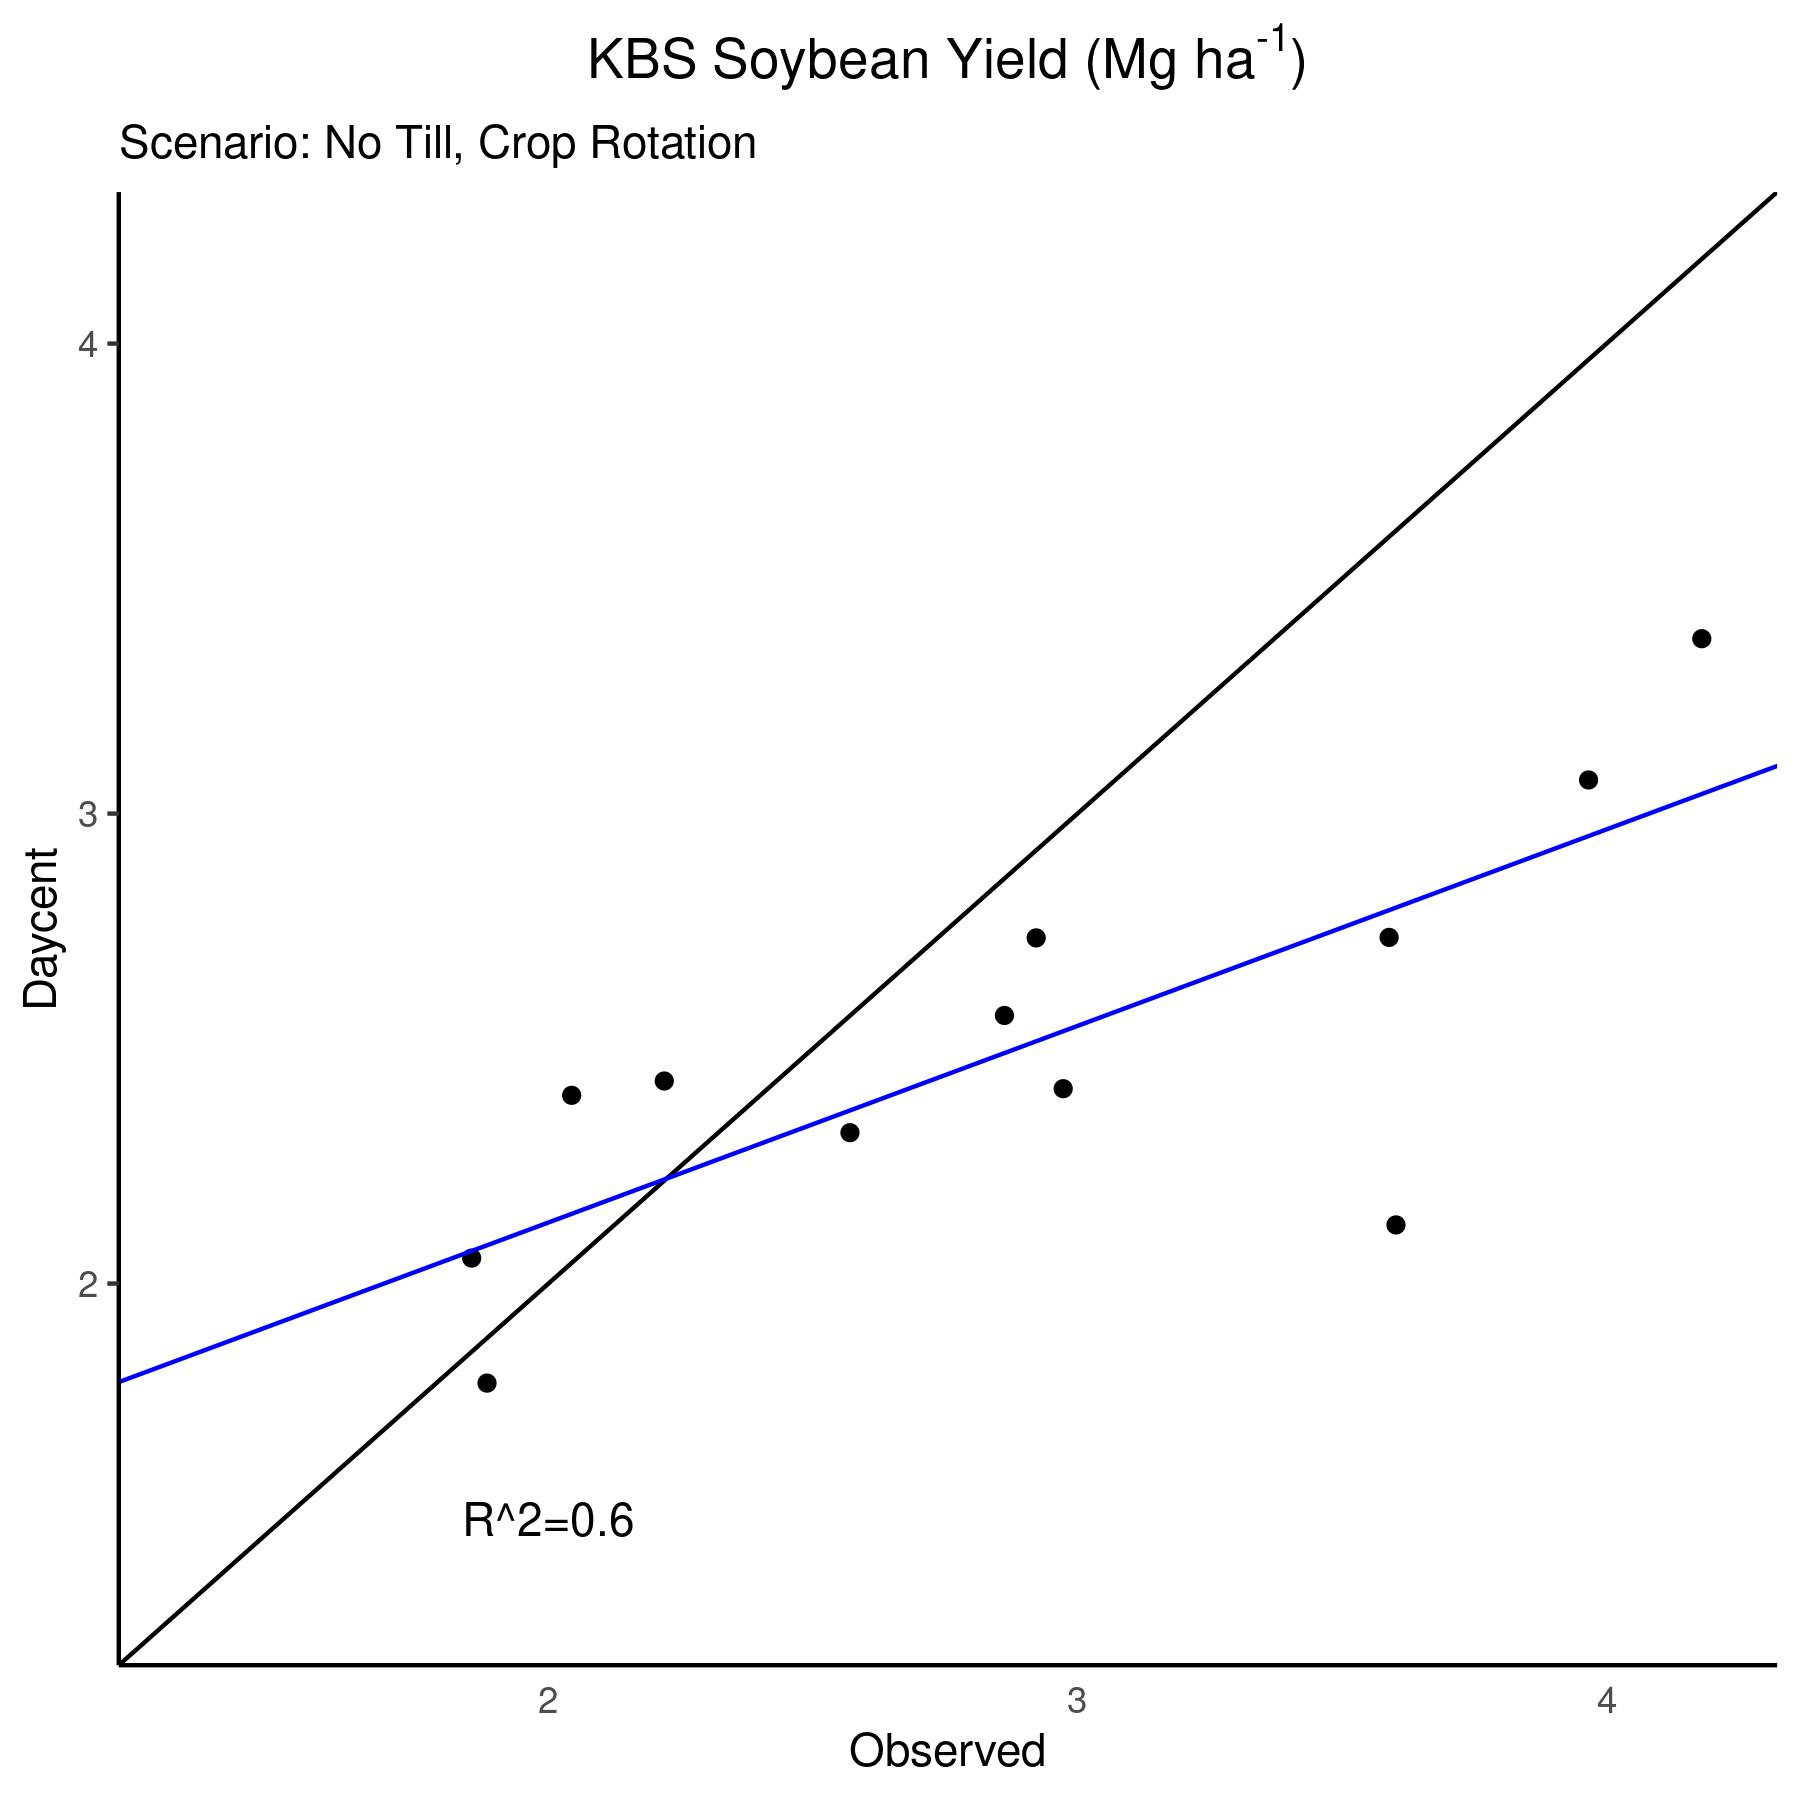 KBS Soybean Yield (Mg ha⁻¹)
Scenario: No Till, Crop Rotation
4
3
2
Daycent
R^2=0.6
2 3 4
Observed